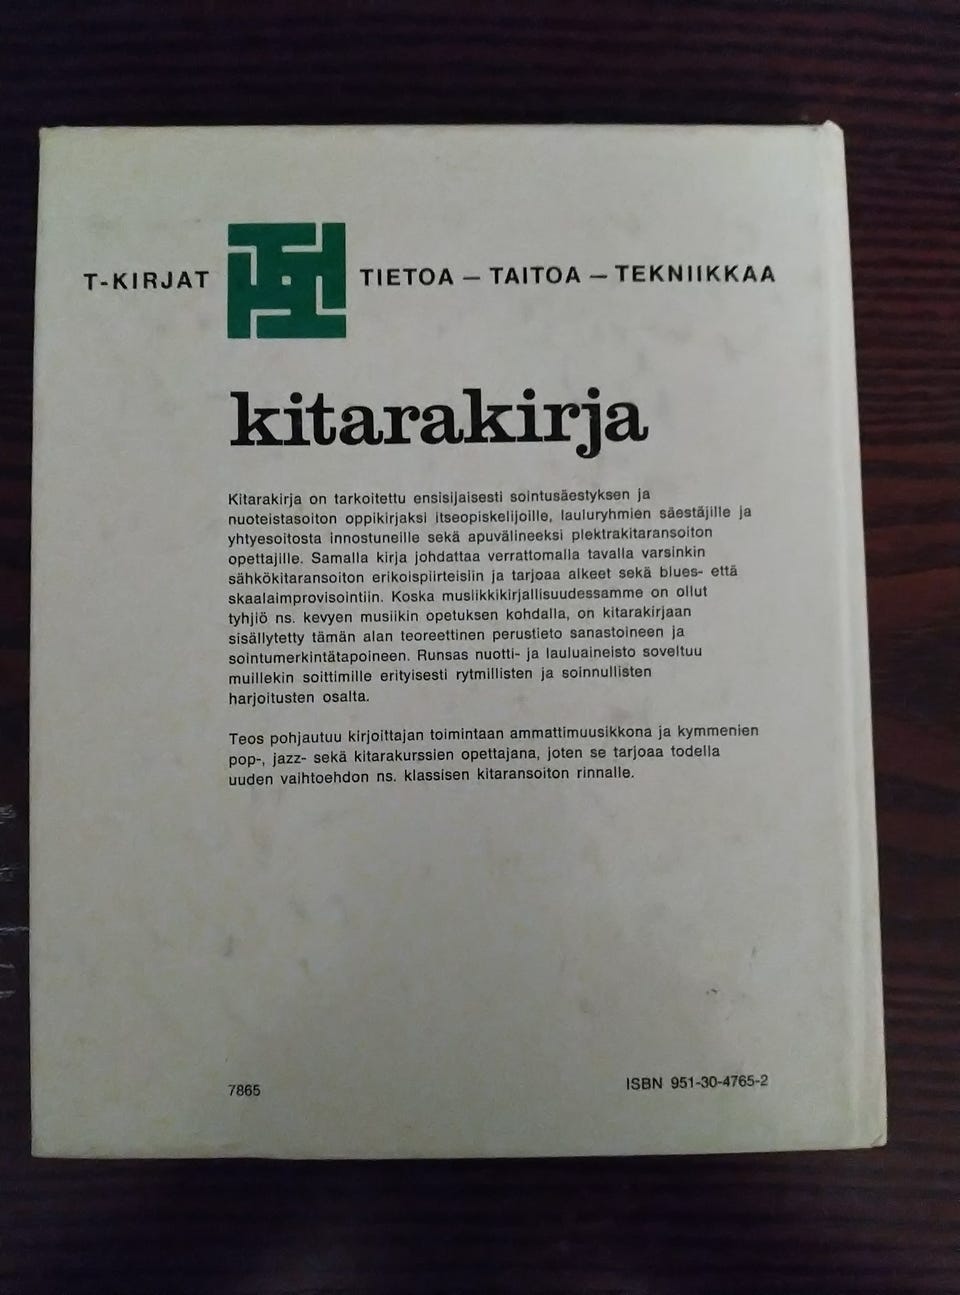 T-KIRJAT TIETOA – TAITOA – TEKNIIKKAA
kitarakirja
Kitarakirja on tarkoitettu ensisijaisesti sointusäestyksen ja
nuoteistasoiton oppikirjaksi itseopiskelijoille, lauluryhmien säestäjille ja
yhtyesoitosta innostuneille sekä apuvälineeksi plektrakitaransoiton
opettajille. Samalla kirja johdattaa verrattomalla tavalla varsinkin
sähkökitaransoiton erikoispiirteisiin ja tarjoaa alkeet sekä blues- että
skaalaimprovisointiin. Koska musiikkikirjallisuudessamme on ollut
tyhjiö ns. kevyen musiikin opetuksen kohdalla, on kitarakirjaan
sisällytetty tämän alan teoreettinen perustieto sanastoineen ja
sointumerkintätapoineen. Runsas nuotti- ja lauluaineisto soveltuu
muillekin soittimille erityisesti rytmillisten ja soinnullisten
harjoitusten osalta.
Teos pohjautuu kirjoittajan toimintaan ammattimuusikkona ja kymmenien
pop-, jazz- sekä kitarakurssien opettajana, joten se tarjoaa todella
uuden vaihtoehdon ns. klassisen kitaransoiton rinnalle.
7865
ISBN 951-30-4765-2